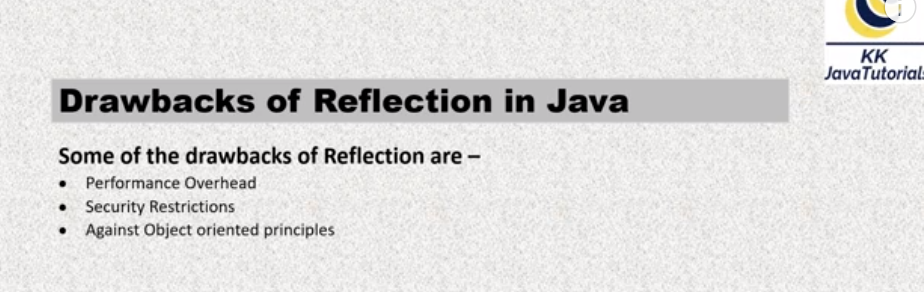 KK
JavaTutorials
Drawbacks of Reflection in Java
Some of the drawbacks of Reflection are –
• Performance Overhead
• Security Restrictions
• Against Object oriented principles